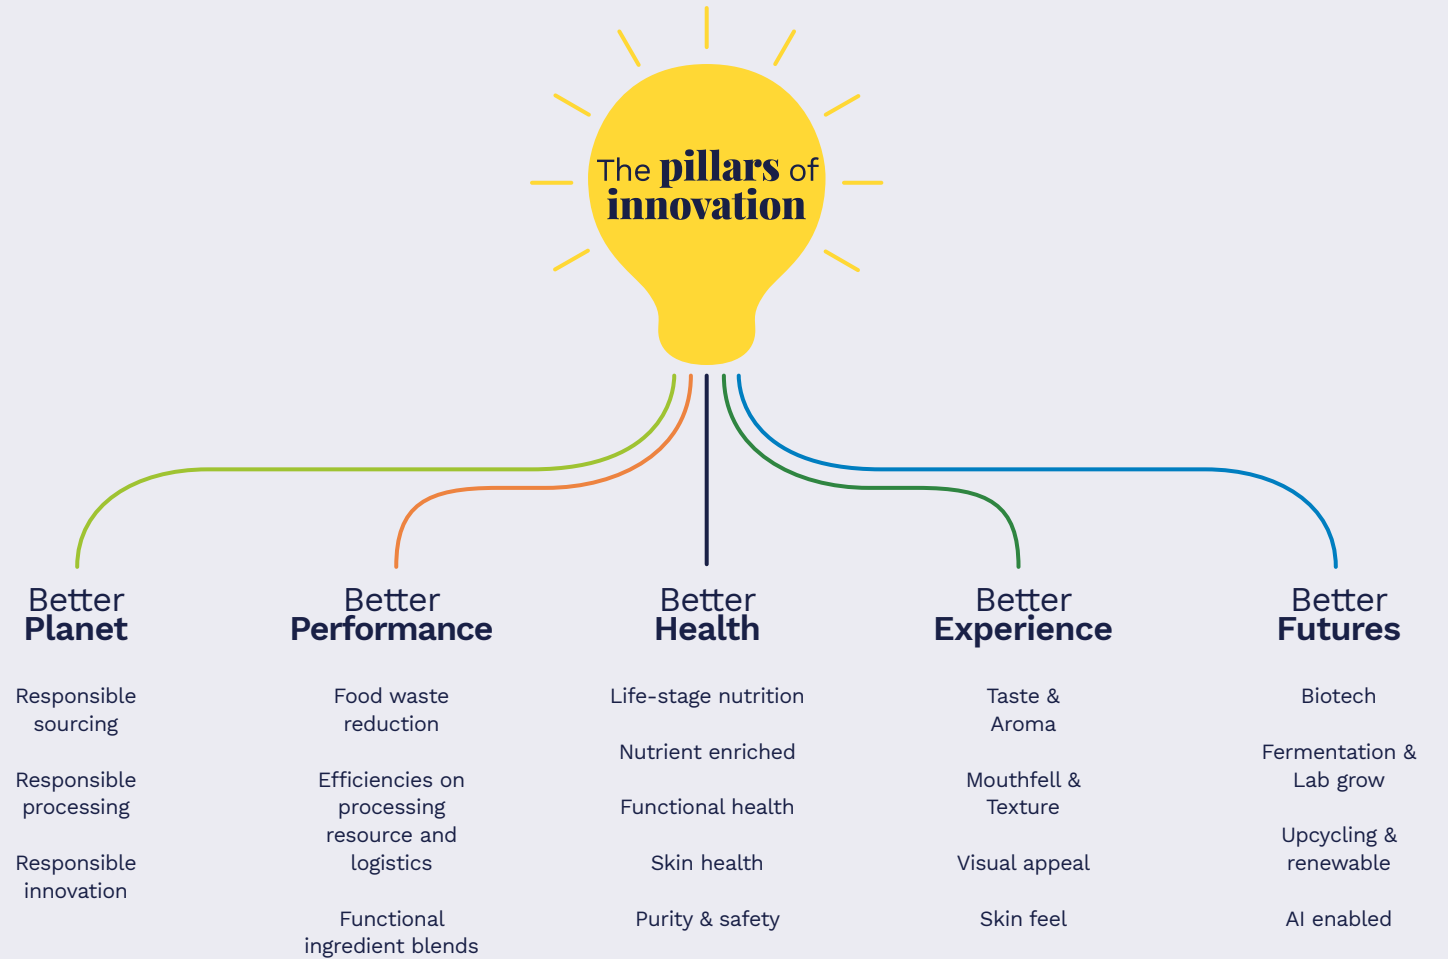 The pillars of
innovation
Better
Planet
Responsible
sourcing
Responsible
processing
Responsible
innovation
Better
Performance
Food waste
reduction
Efficiencies on
processing
resource and
logistics
Functional
ingredient blends
Better
Health
Life-stage nutrition
Nutrient enriched
Functional health
Skin health
Purity & safety
Better
Experience
Taste &
Aroma
Mouthfell &
Texture
Visual appeal
Skin feel
Better
Futures
Biotech
Fermentation &
Lab grow
Upcycling &
renewable
AI enabled